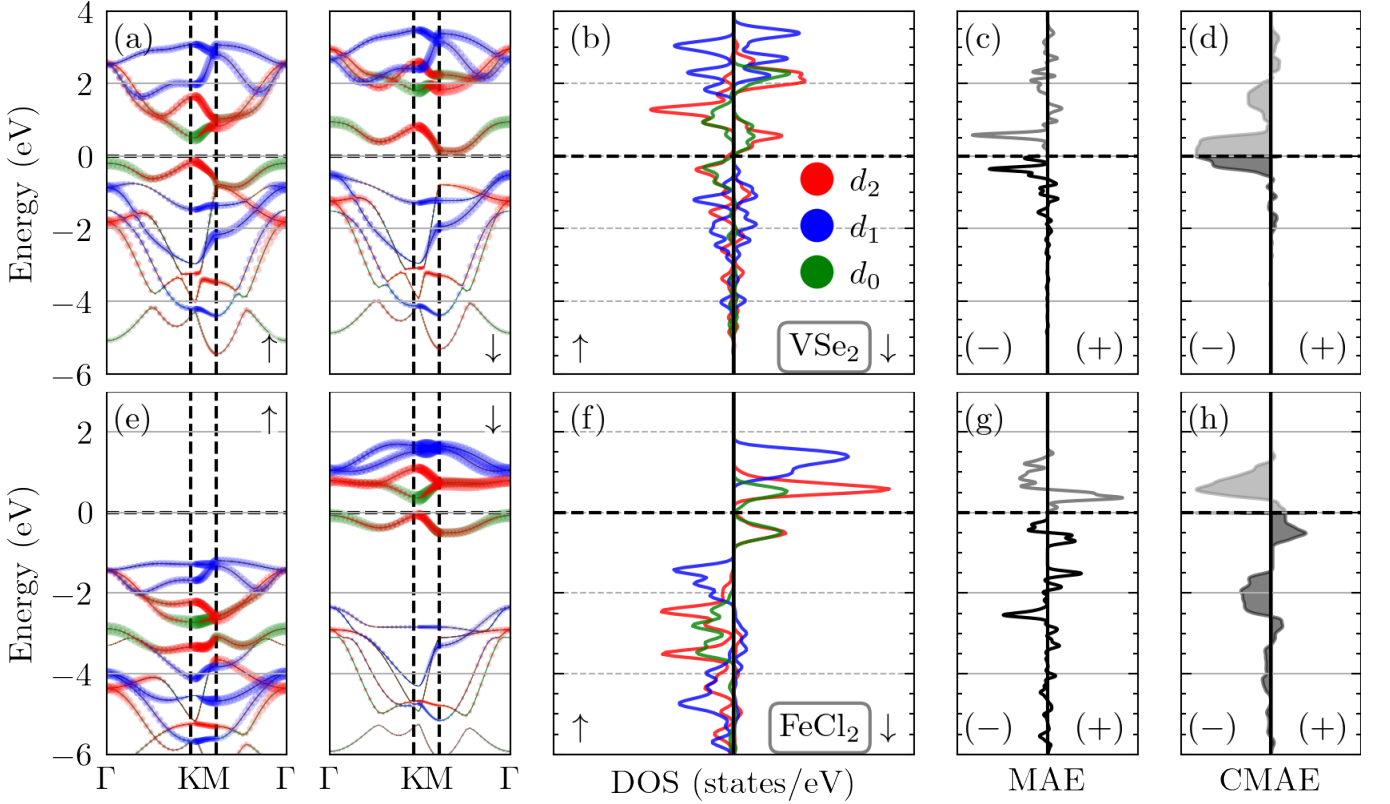 (a) (b) (c) (d)
4
2
0
−2
−4
−6
Energy (eV)
d₂
d₁
d₀
VSe₂
↑ ↓ ↑ ↓ (−) (+) (−) (+)
(e) ↑ ↓ (f) (g) (h)
2
0
−2
−4
−6
Energy (eV)
FeCl₂
↑ ↓ (−) (+) (−) (+)
Γ K M Γ Γ K M Γ
DOS (states/eV) MAE CMAE